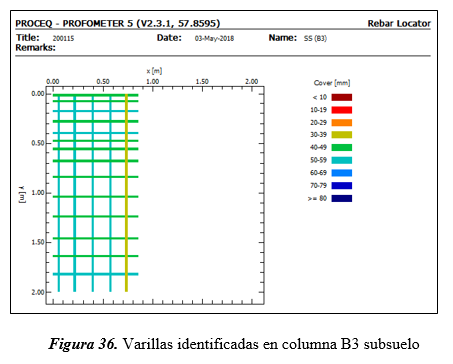 PROCEQ - PROFOMETER 5 (V2.3.1, 57.8595) Rebar Locator
Title: 200115 Date: 03-May-2018 Name: SS (B3)
Remarks:
x [m]
0.00 0.50 1.00 1.50 2.00
Y [m]
0.00
0.50
1.00
1.50
2.00
Cover [mm]
< 10
10-19
20-29
30-39
40-49
50-59
60-69
70-79
>= 80
Figura 36. Varillas identificadas en columna B3 subsuelo